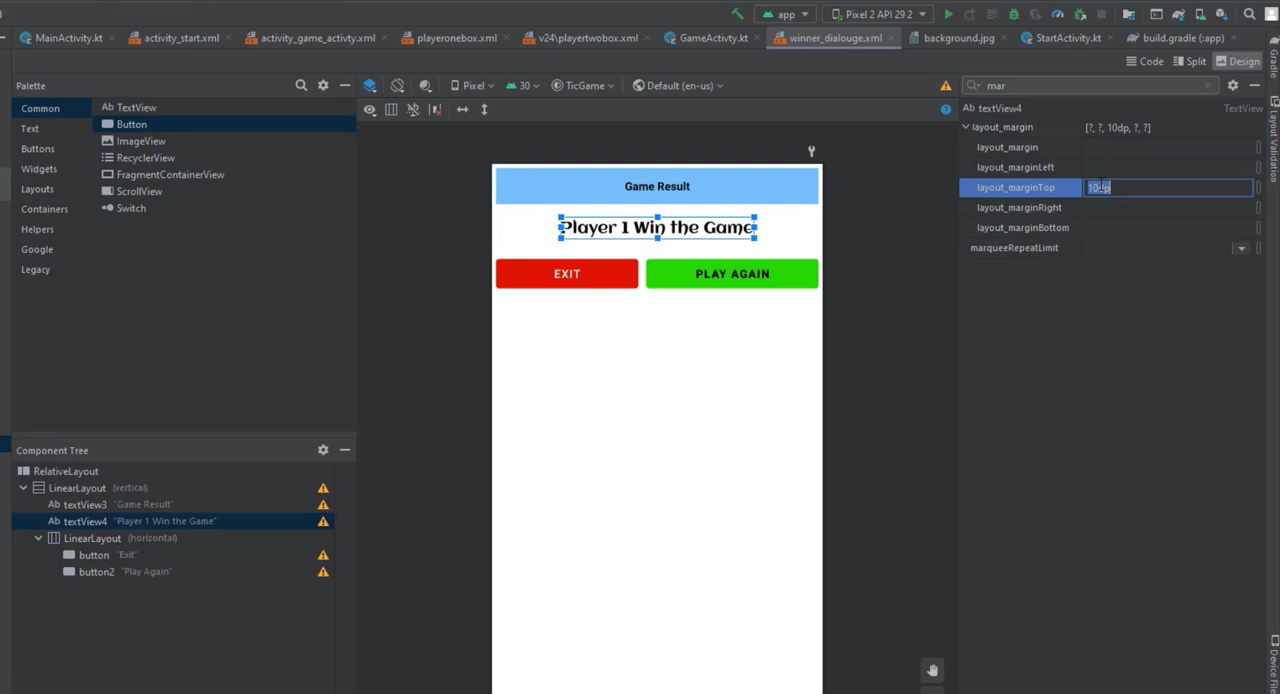 app
Pixel 2 API 29 2
MainActivity.kt
activity_start.xml
activity_game_activity.xml
playeronebox.xml
v24\playertwobox.xml
GameActivity.kt
winner_dialouge.xml
background.jpg
StartActivity.kt
build.gradle (:app)
Gradle
Code
Split
Design
Palette
Pixel
30
TicGame
Default (en-us)
mar
Common
Text
Buttons
Widgets
Layouts
Containers
Helpers
Google
Legacy
Ab TextView
Button
ImageView
RecyclerView
FragmentContainerView
ScrollView
Switch
Ab textView4
TextView
layout_margin
[?, ?, 10dp, ?, ?]
layout_margin
layout_marginLeft
layout_marginTop
10dp
layout_marginRight
layout_marginBottom
marqueeRepeatLimit
Layout Validation
Game Result
Player 1 Win the Game
EXIT
PLAY AGAIN
Component Tree
RelativeLayout
LinearLayout (vertical)
Ab textView3 "Game Result"
Ab textView4 "Player 1 Win the Game"
LinearLayout (horizontal)
button "Exit"
button2 "Play Again"